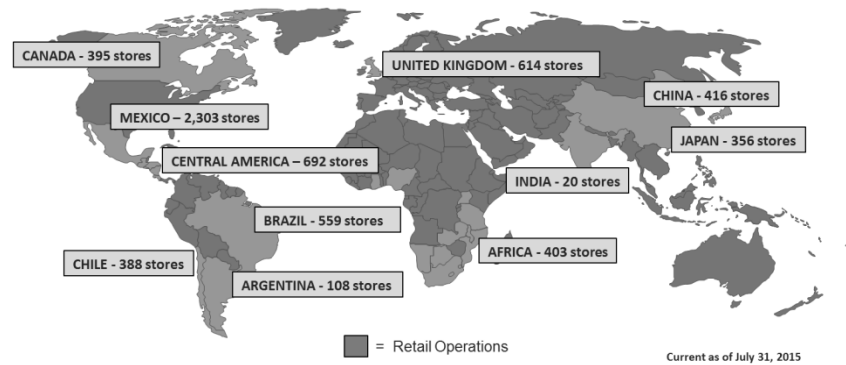 CANADA - 395 stores
UNITED KINGDOM - 614 stores
CHINA - 416 stores
MEXICO – 2,303 stores
JAPAN - 356 stores
CENTRAL AMERICA – 692 stores
INDIA - 20 stores
BRAZIL - 559 stores
AFRICA - 403 stores
CHILE - 388 stores
ARGENTINA - 108 stores
= Retail Operations
Current as of July 31, 2015